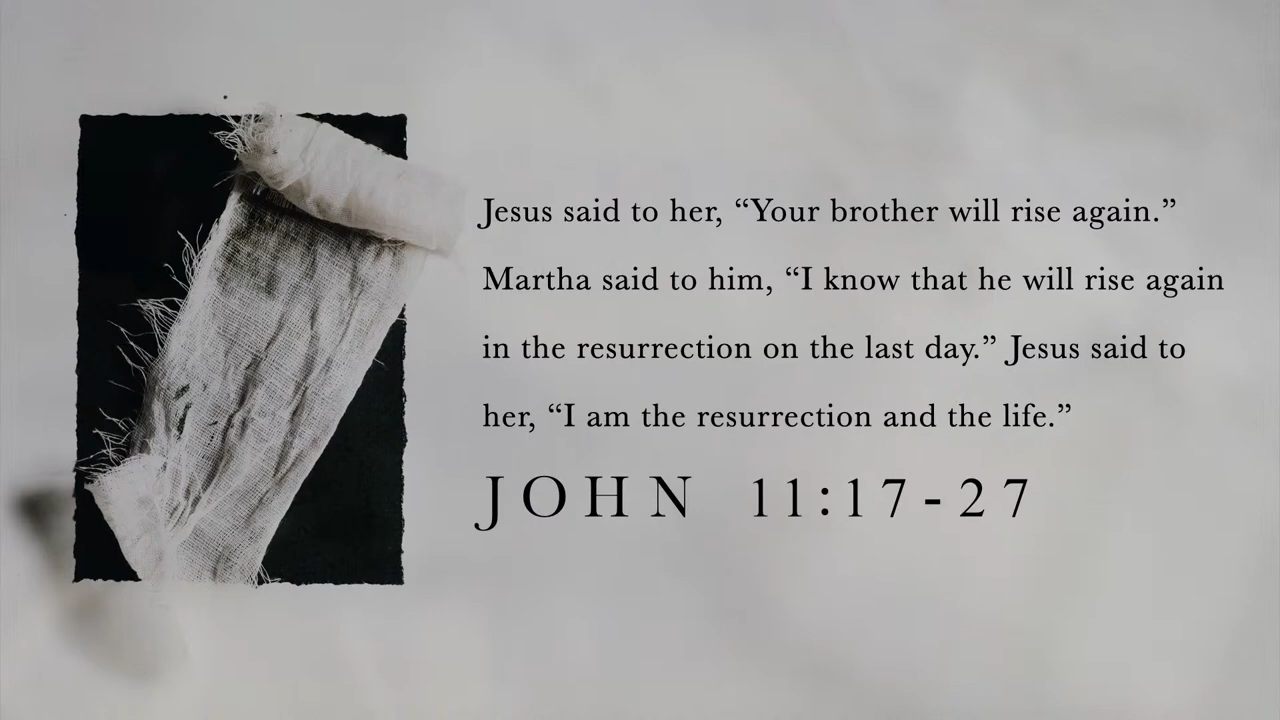 Jesus said to her, “Your brother will rise again.”
Martha said to him, “I know that he will rise again
in the resurrection on the last day.” Jesus said to
her, “I am the resurrection and the life.”
JOHN 11:17-27